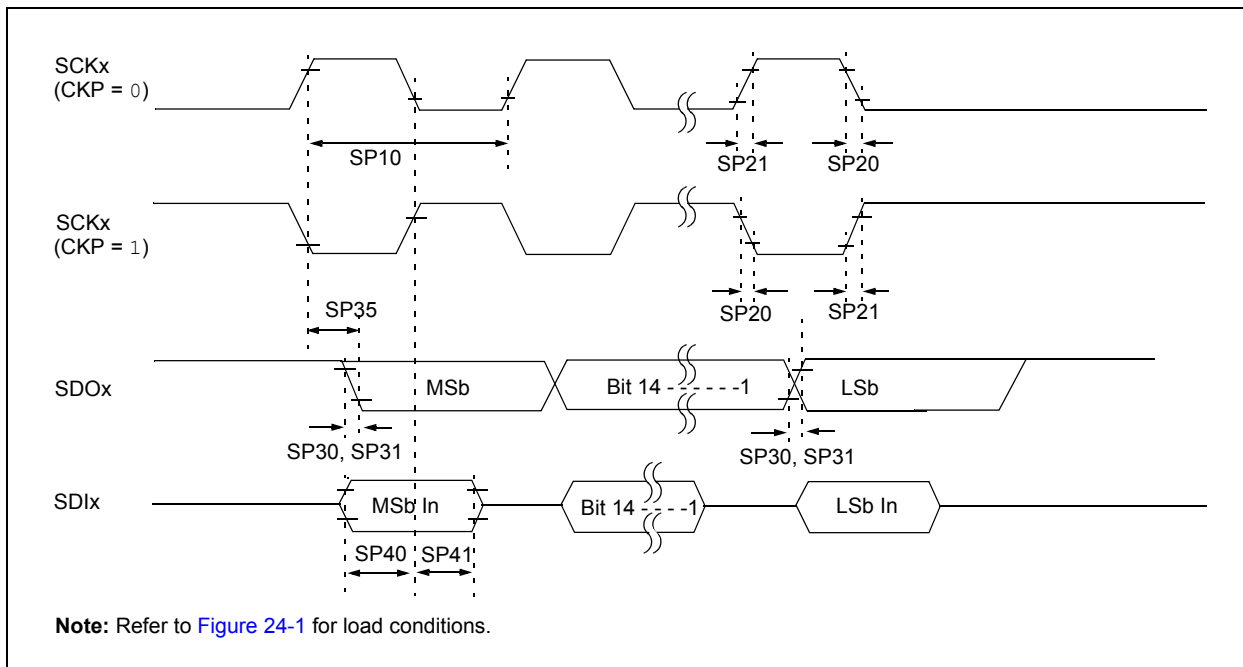 SCKx
(CKP = 0)
SP10
SP21
SP20
SCKx
(CKP = 1)
SP35
SP20
SP21
SDOx
MSb
Bit 14 - - - - - -1
LSb
SP30, SP31
SP30, SP31
SDIx
MSb In
Bit 14 - - - - -1
LSb In
SP40
SP41
Note: Refer to Figure 24-1 for load conditions.